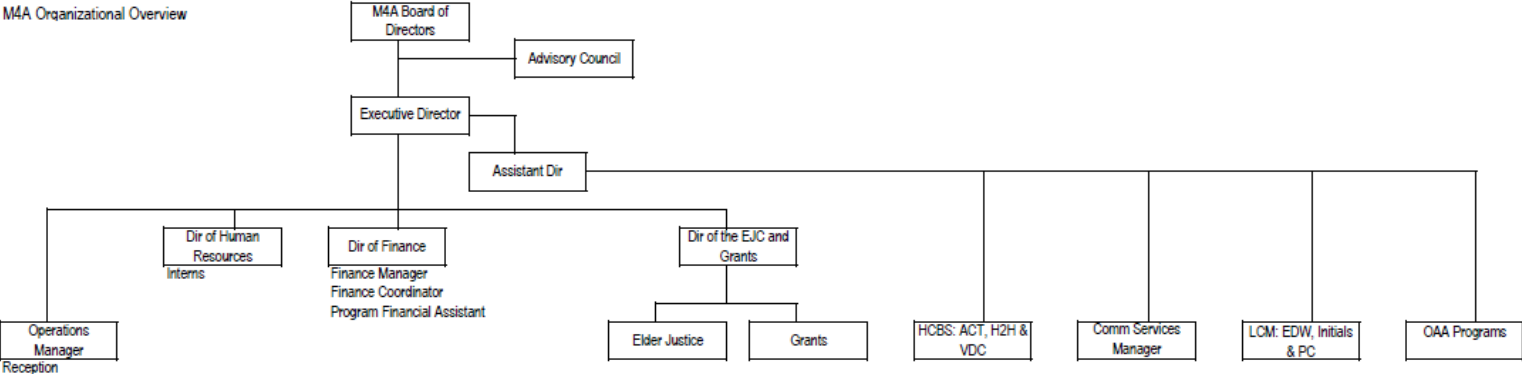 M4A Organizational Overview
M4A Board of
Directors
Advisory Council
Executive Director
Assistant Dir
Dir of Human
Resources
Interns
Dir of Finance
Finance Manager
Finance Coordinator
Program Financial Assistant
Dir of the EJC and
Grants
Operations
Manager
Reception
Elder Justice
Grants
HCBS: ACT, H2H &
VDC
Comm Services
Manager
LCM: EDW, Initials
& PC
OAA Programs